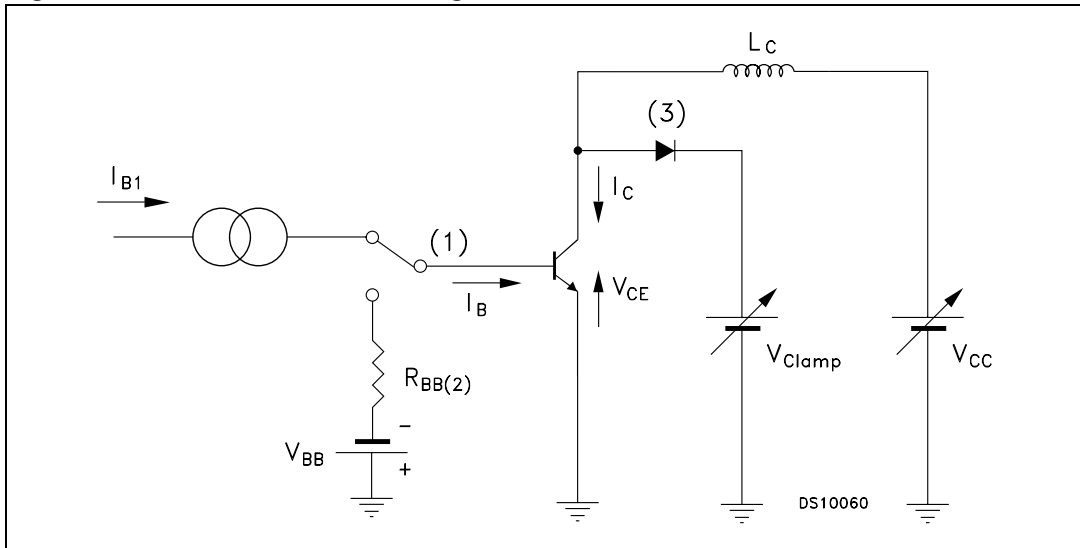 L_C
(3)
I_B1
I_C
(1)
I_B
V_CE
R_BB(2)
V_Clamp
V_CC
-
V_BB
+
DS10060